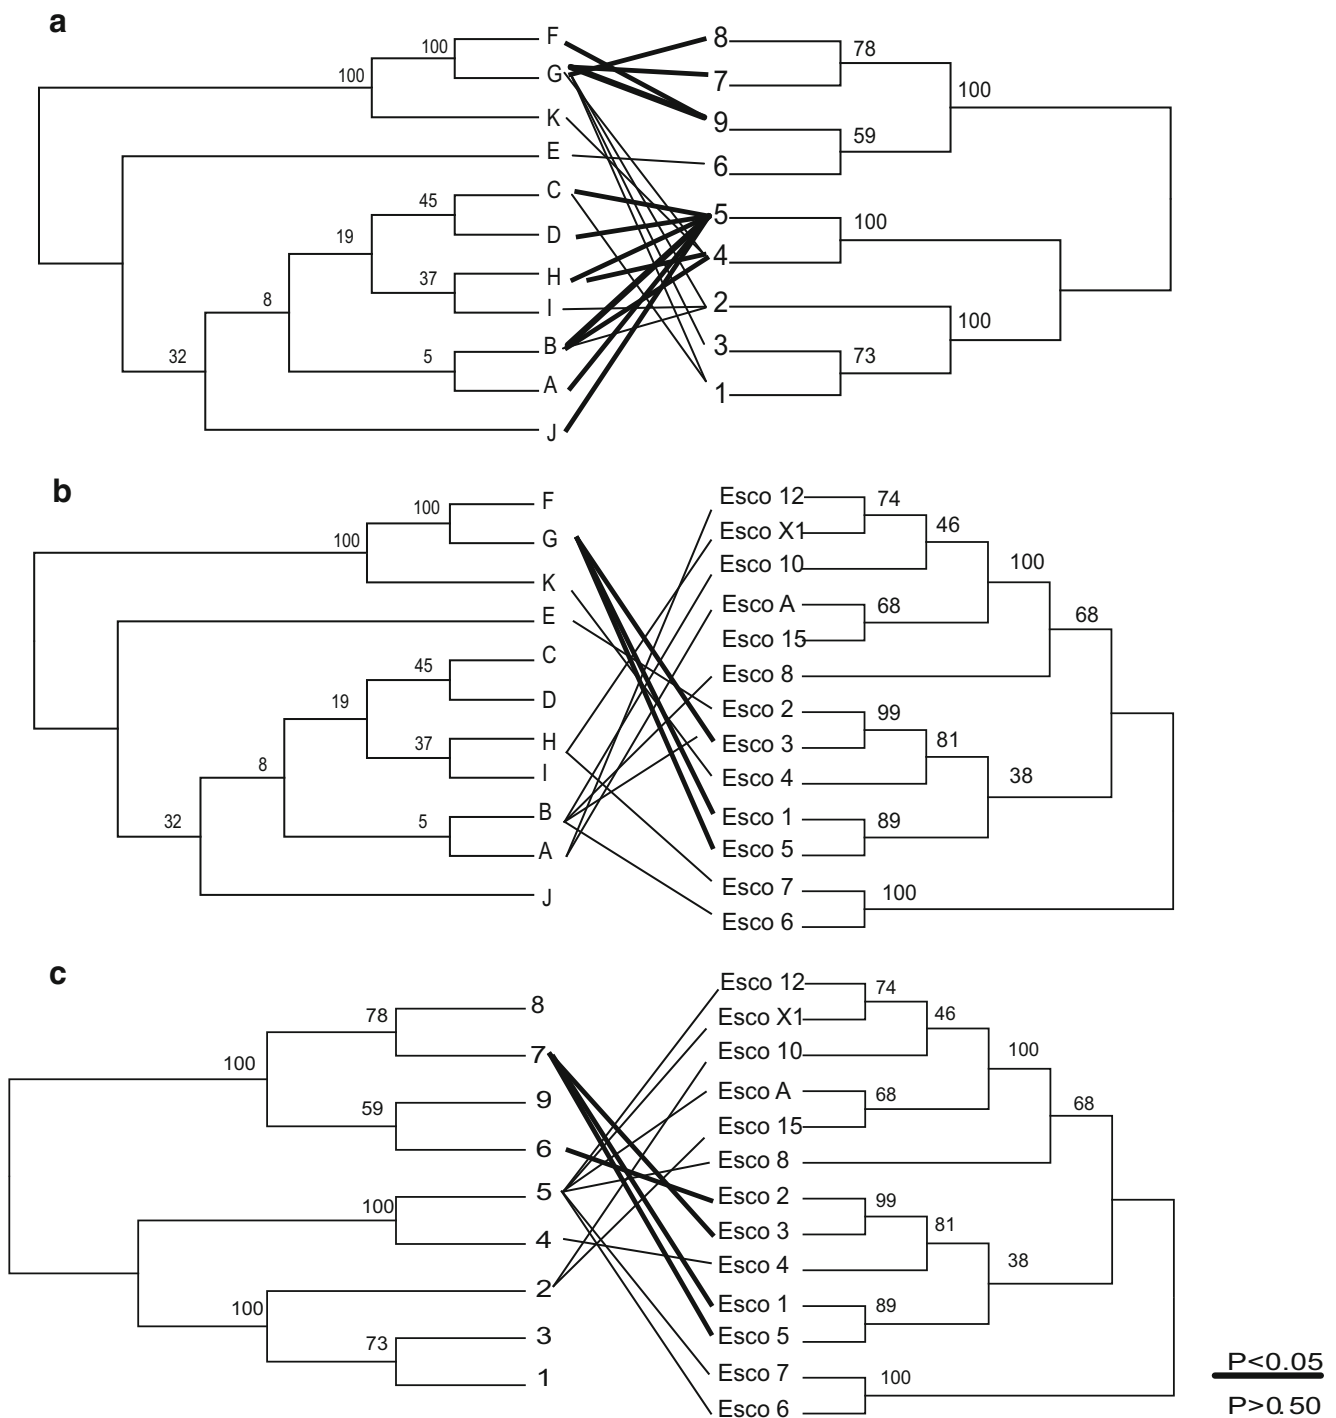 a
F
100
G
100
K
E
C
45
D
19
H
37
I
8
B
5
A
32
J
8
78
7
100
9
59
6
5
100
4
2
100
3
73
1
b
F
100
G
100
K
E
C
45
D
19
H
37
I
8
B
5
A
32
J
Esco 12
74
Esco X1
46
Esco 10
100
Esco A
68
Esco 15
68
Esco 8
Esco 2
99
Esco 3
81
Esco 4
38
Esco 1
89
Esco 5
Esco 7
100
Esco 6
c
8
78
7
100
9
59
6
5
100
4
2
100
3
73
1
Esco 12
74
Esco X1
46
Esco 10
100
Esco A
68
Esco 15
68
Esco 8
Esco 2
99
Esco 3
81
Esco 4
38
Esco 1
89
Esco 5
Esco 7
100
Esco 6
P<0.05
P>0.50